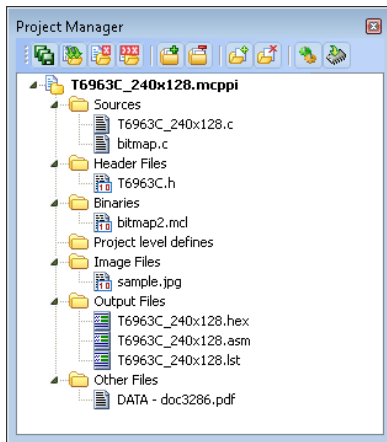 Project Manager
T6963C_240x128.mcppi
Sources
T6963C_240x128.c
bitmap.c
Header Files
T6963C.h
Binaries
bitmap2.mcl
Project level defines
Image Files
sample.jpg
Output Files
T6963C_240x128.hex
T6963C_240x128.asm
T6963C_240x128.lst
Other Files
DATA - doc3286.pdf